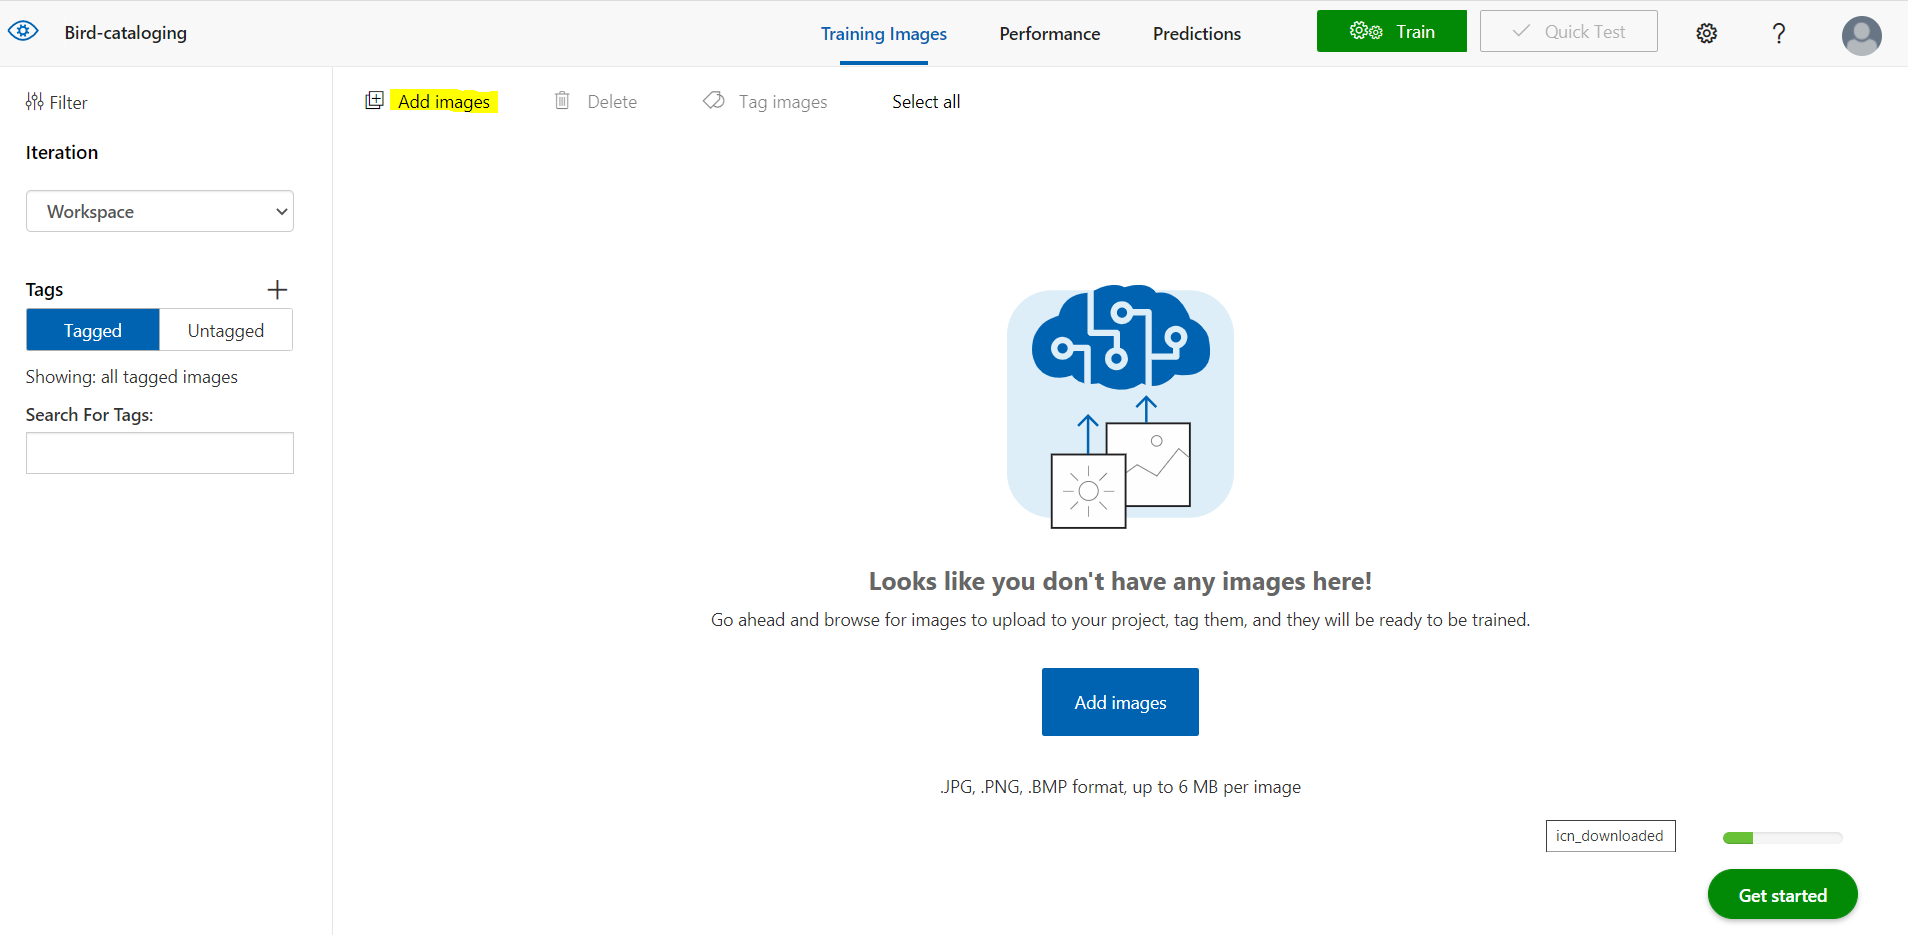 Bird-cataloging
Training Images
Performance
Predictions
Train
Quick Test
?
Filter
Add images
Delete
Tag images
Select all
Iteration
Workspace
Tags
Tagged
Untagged
Showing: all tagged images
Search For Tags:
Looks like you don't have any images here!
Go ahead and browse for images to upload to your project, tag them, and they will be ready to be trained.
Add images
.JPG, .PNG, .BMP format, up to 6 MB per image
icn_downloaded
Get started